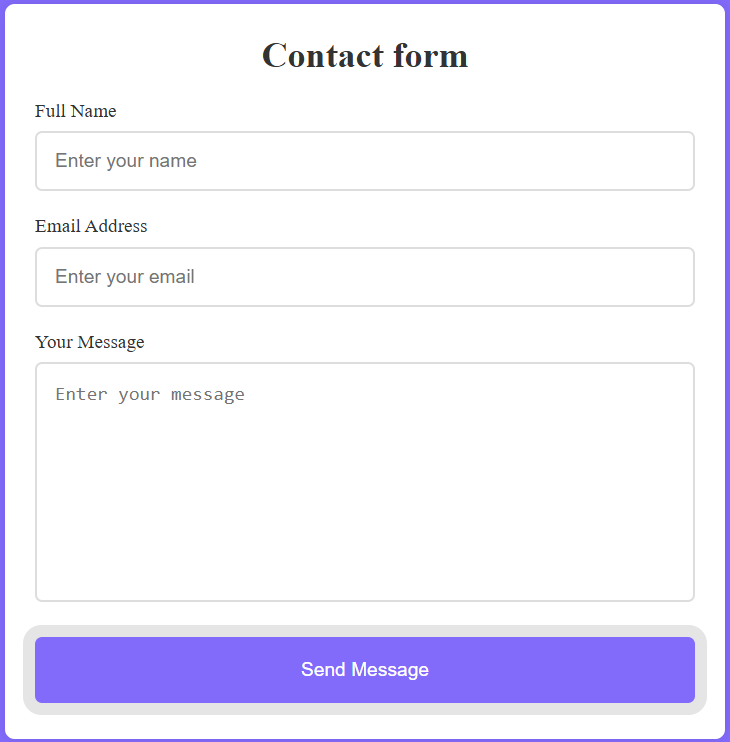 Contact form
Full Name
Enter your name
Email Address
Enter your email
Your Message
Enter your message
Send Message